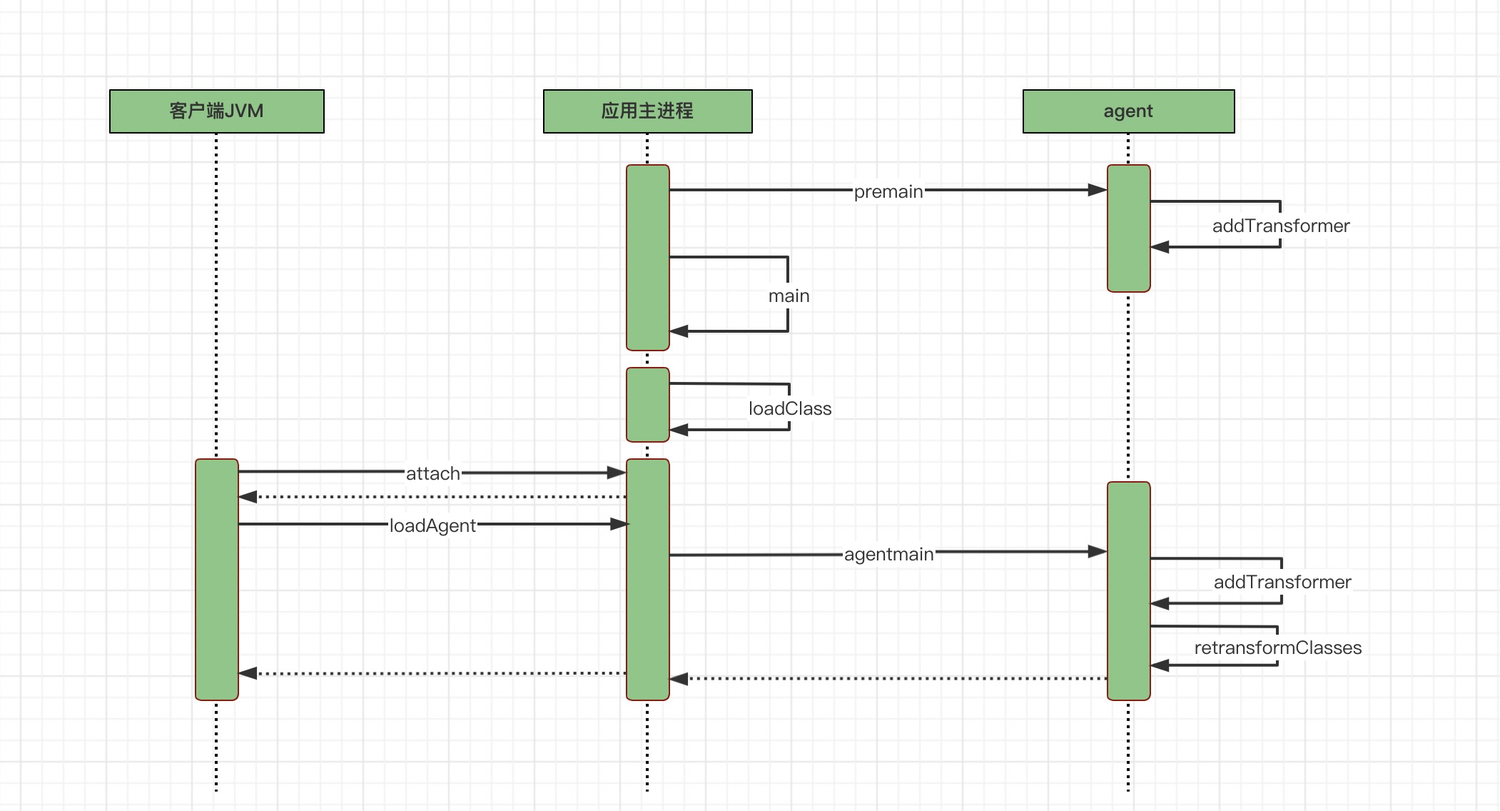 客户端JVM
应用主进程
agent
premain
addTransformer
main
loadClass
attach
loadAgent
agentmain
addTransformer
retransformClasses